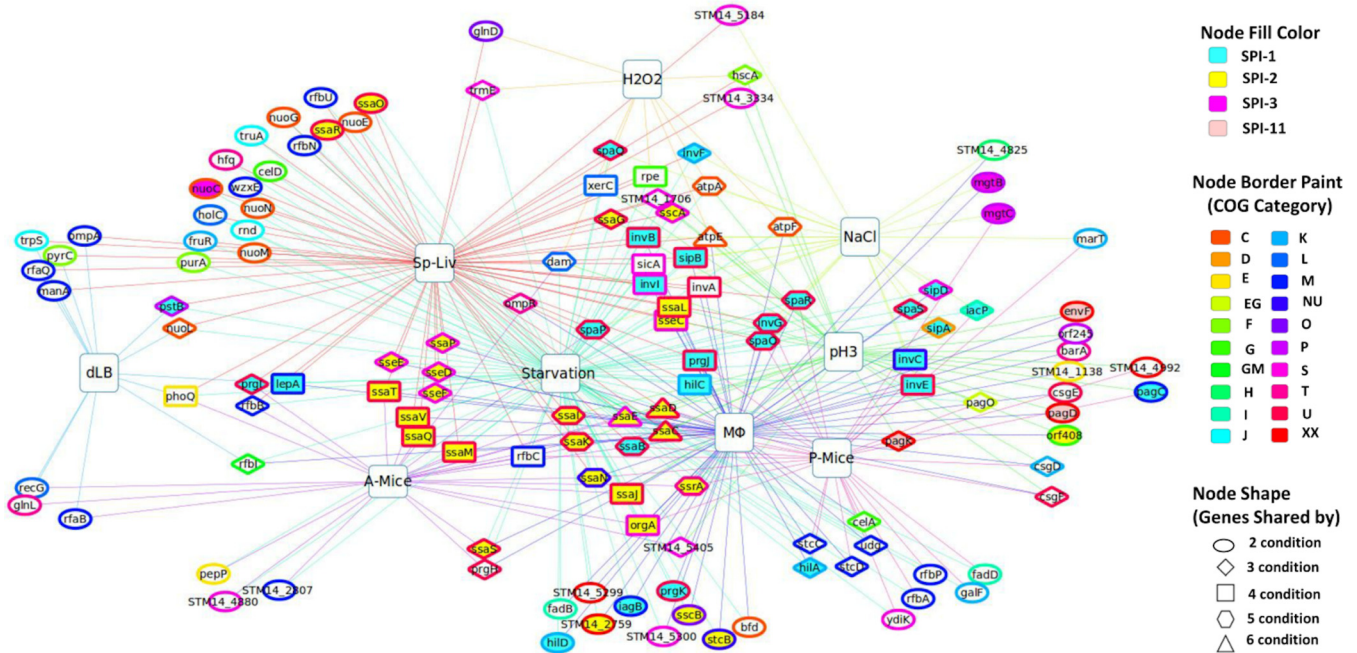 STM14_5184
glnD
H2O2
hscA
trmE
STM14_3334
rfbU
ssaO
nuoG
nuoE
ssaR
truA
rfbN
spaO
invF
STM14_4825
hfq
celD
xerC
rpe
atpA
mgtB
nuoC
wzxE
STM14_1706
nuoN
sscA
mgtC
holC
ssaG
rnd
atpF
trpS
ompA
fruR
invB
atpE
NaCl
marT
pyrC
nuoM
sipB
purA
Sp-Liv
dam
sicA
rfaQ
invI
invA
manA
sipD
pstB
ompR
ssaL
spaR
spaS
iacP
envF
sseC
nuoL
spaP
invG
sipA
orf245
ssaP
spaQ
barA
pH3
invC
sseE
prgJ
dLB
sseD
Starvation
STM_1138
STM14_4992
prgI
lepA
hilC
invE
phoQ
ssaT
sseF
csgE
pagC
rfbB
pagO
ssaD
pagD
ssaV
ssaI
ssaE
ssaC
MΦ
orf408
ssaQ
ssaK
ssaB
pagK
ssaM
rfbC
P-Mice
rfbI
csgD
A-Mice
ssaN
recG
ssaJ
ssrA
csgF
glnL
rfaB
orgA
celA
ssaS
STM14_5405
stcC
udg
prgH
hilA
stcD
pepP
rfbP
fadD
STM14_2807
STM14_5299
prgK
galF
STM14_4880
fadB
iagB
rfbA
sscB
STM14_2759
ydiK
bfd
hilD
STM14_5300
stcB
Node Fill Color
SPI-1
SPI-2
SPI-3
SPI-11
Node Border Paint
(COG Category)
C K
D L
E M
EG NU
F O
G P
GM S
H T
I U
J XX
Node Shape
(Genes Shared by)
2 condition
3 condition
4 condition
5 condition
6 condition